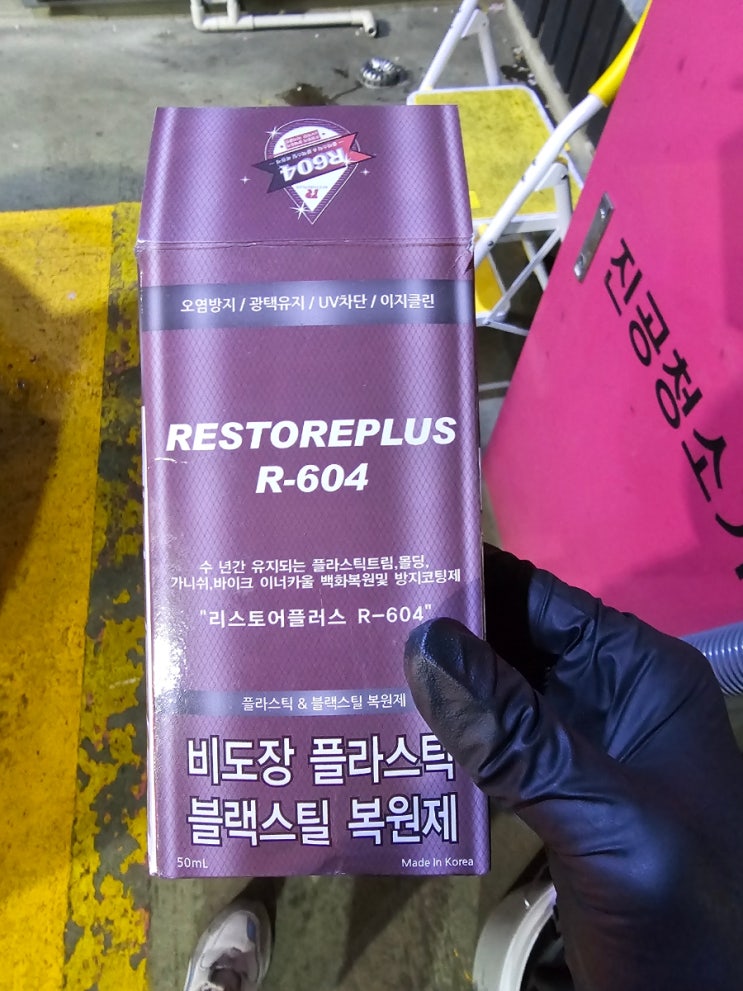 R604
오염방지 / 광택유지 / UV차단 / 이지클린
RESTOREPLUS
R-604
수 년간 유지되는 플라스틱트림,몰딩,
가니쉬,바이크 이너카울 백화복원및 방지코팅제
"리스토어플러스 R-604"
플라스틱 & 블랙스틸 복원제
비도장 플라스틱
블랙스틸 복원제
50mL
Made In Korea
진공청소